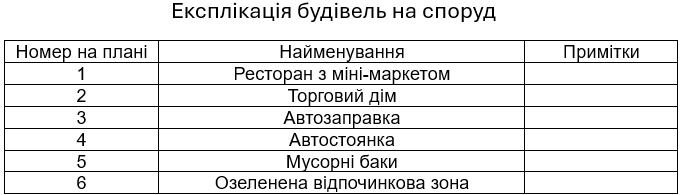 Експлікація будівель на споруд
Номер на плані Найменування Примітки
1 Ресторан з міні-маркетом
2 Торговий дім
3 Автозаправка
4 Автостоянка
5 Мусорні баки
6 Озеленена відпочинкова зона